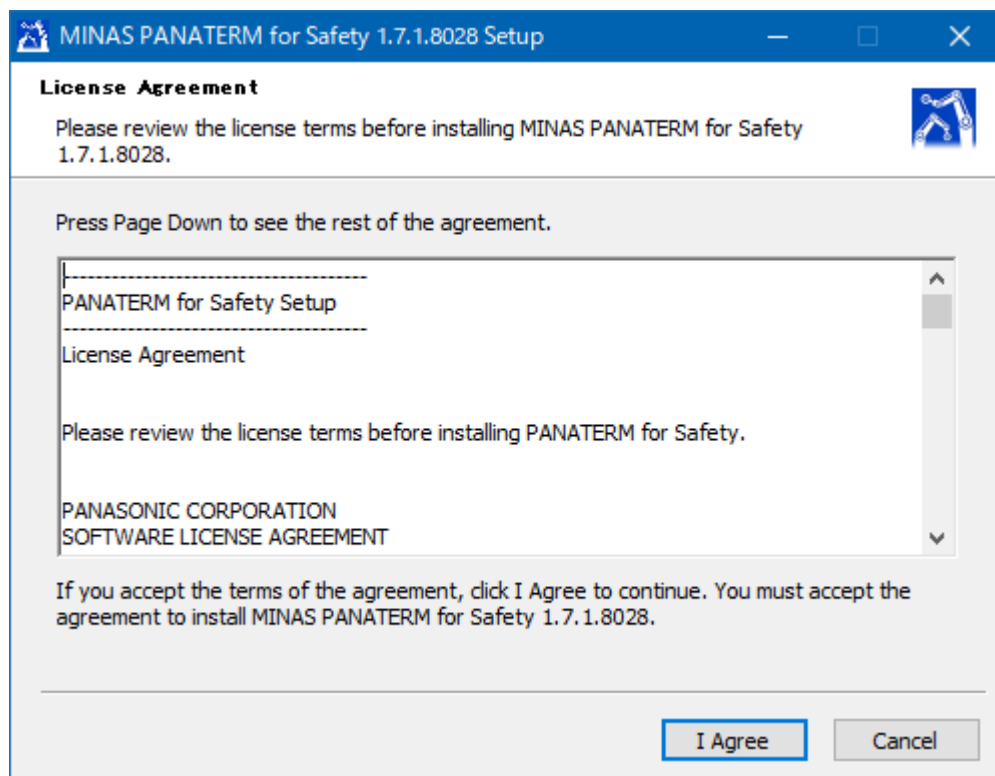 MINAS PANATERM for Safety 1.7.1.8028 Setup
License Agreement
Please review the license terms before installing MINAS PANATERM for Safety
1.7.1.8028.
Press Page Down to see the rest of the agreement.
--------------------------------------
PANATERM for Safety Setup
--------------------------------------
License Agreement
Please review the license terms before installing PANATERM for Safety.
PANASONIC CORPORATION
SOFTWARE LICENSE AGREEMENT
If you accept the terms of the agreement, click I Agree to continue. You must accept the
agreement to install MINAS PANATERM for Safety 1.7.1.8028.
I Agree
Cancel